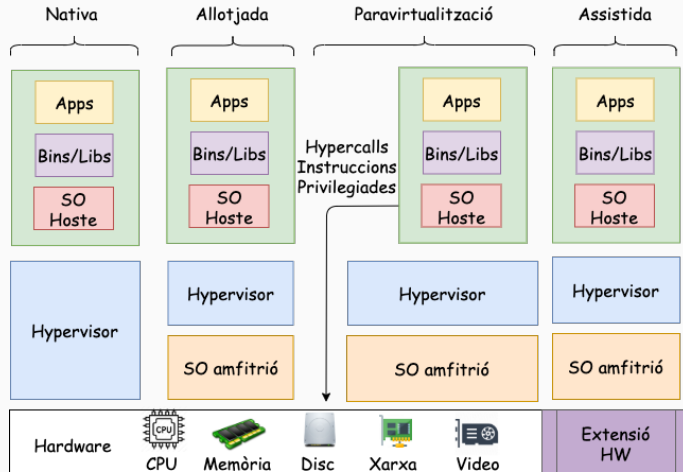 Nativa
Allotjada
Paravirtualització
Assistida
Apps
Bins/Libs
SO
Hoste
Hypervisor
Apps
Bins/Libs
SO
Hoste
Hypervisor
SO amfitrió
Hypercalls
Instruccions
Privilegiades
Apps
Bins/Libs
SO
Hoste
Hypervisor
SO amfitrió
Apps
Bins/Libs
SO
Hoste
Hypervisor
SO amfitrió
Hardware
CPU
CPU
Memòria
Disc
Xarxa
Video
Extensió
HW